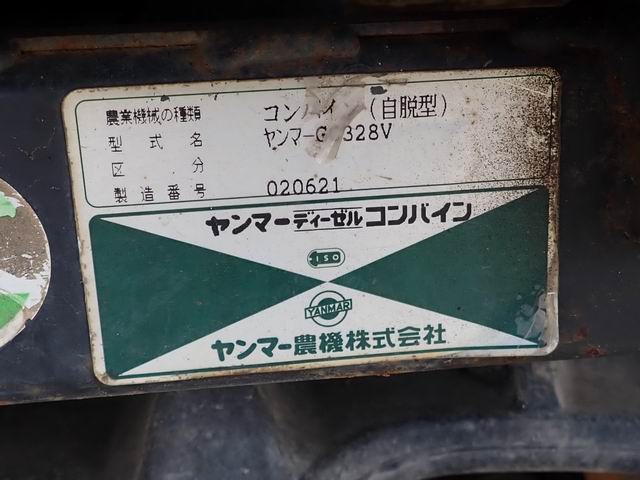 農業機械の種類 コンバイン(自脱型)
型式名 ヤンマーG 328V
区分
製造番号 020621
ヤンマーディーゼルコンバイン
ISO
YANMAR
ヤンマー農機株式会社